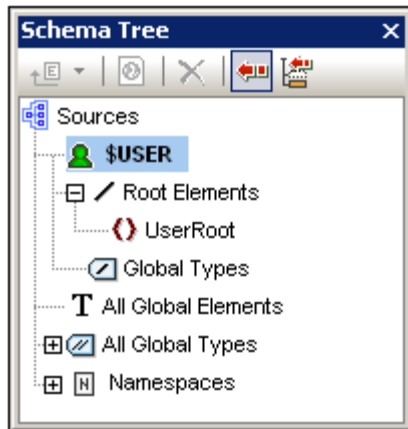 Schema Tree
Sources
$USER
Root Elements
UserRoot
Global Types
T All Global Elements
All Global Types
N Namespaces